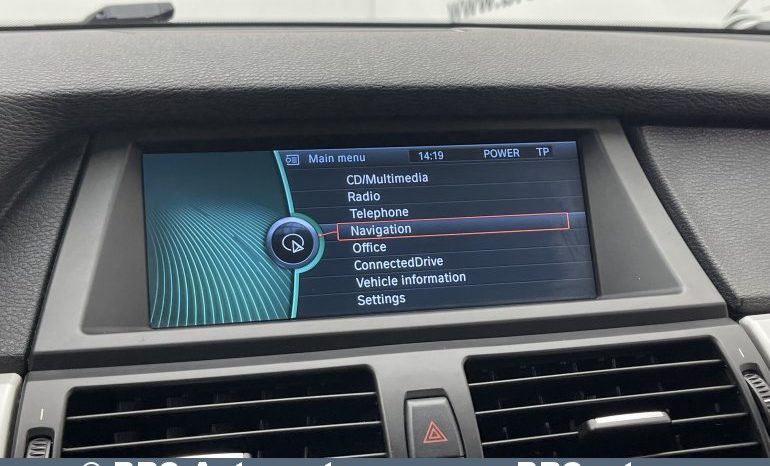 Main menu 14:19 POWER TP
CD/Multimedia
Radio
Telephone
Navigation
Office
ConnectedDrive
Vehicle information
Settings